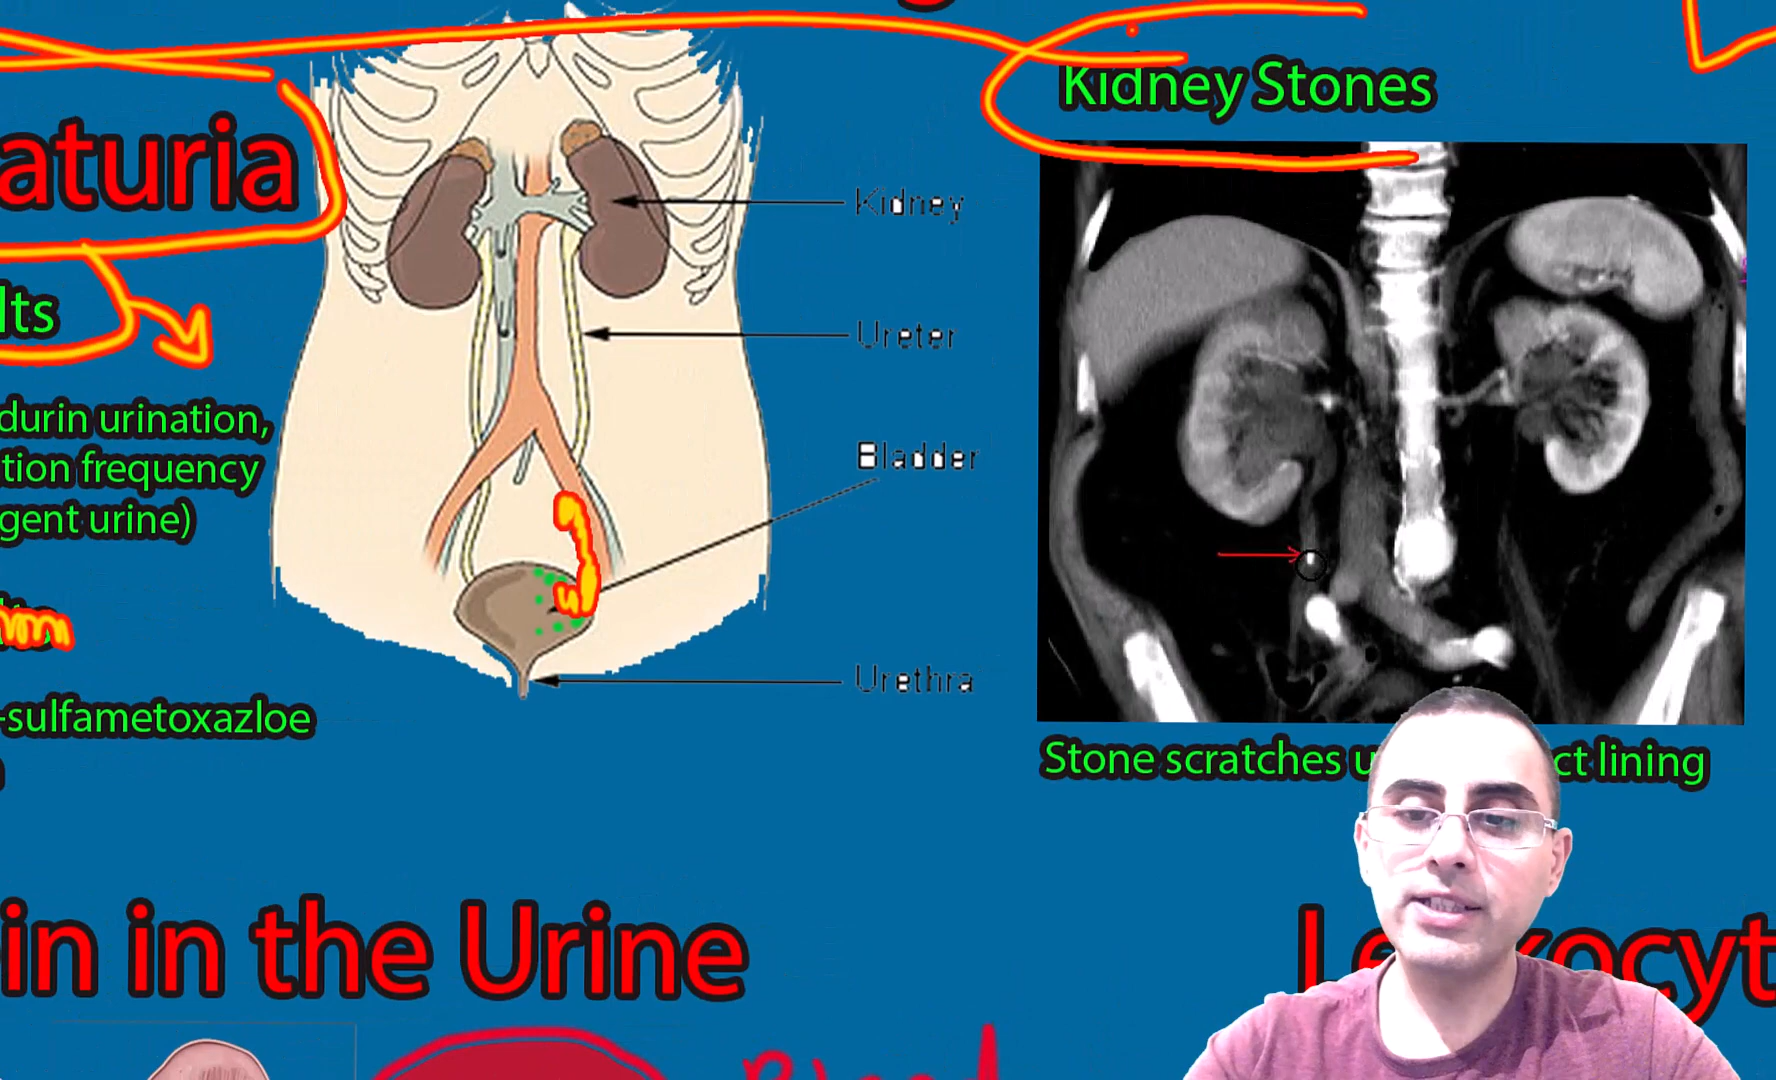 Kidney Stones
aturia
Kidney
lts
Ureter
durin urination,
tion frequency
gent urine)
Bladder
Urethra
-sulfametoxazloe
Stone scratches u
ct lining
in in the Urine
Blood